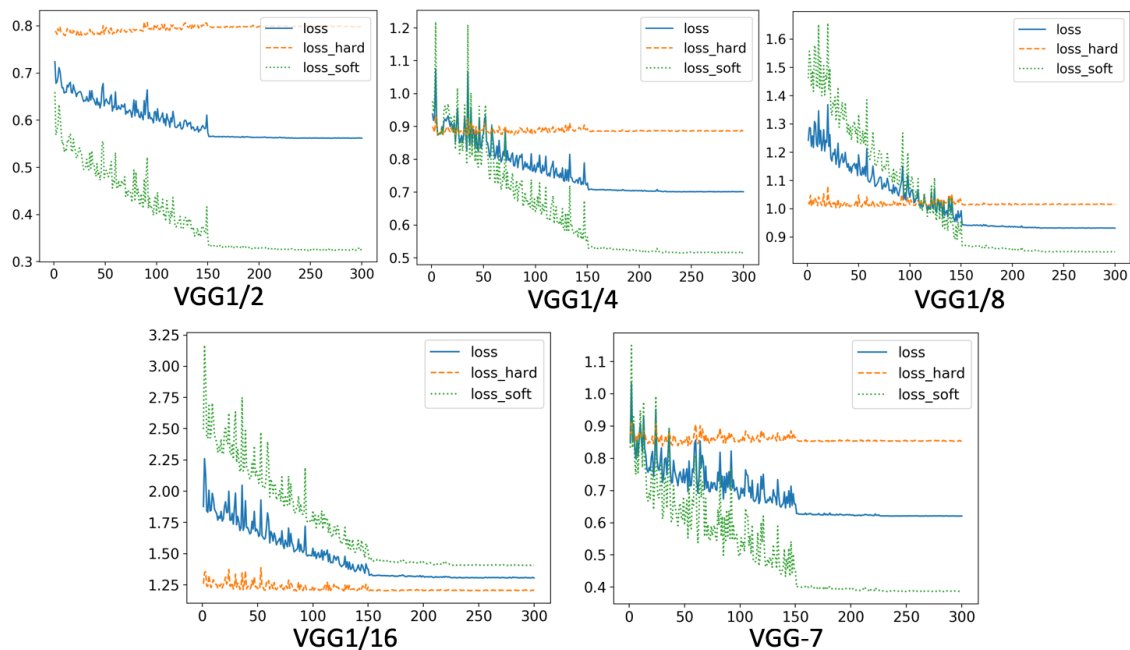 0.8
0.7
0.6
0.5
0.4
0.3
0 50 100 150 200 250 300
loss
loss_hard
loss_soft
VGG1/2
1.2
1.1
1.0
0.9
0.8
0.7
0.6
0.5
0 50 100 150 200 250 300
loss
loss_hard
loss_soft
VGG1/4
1.6
1.5
1.4
1.3
1.2
1.1
1.0
0.9
0 50 100 150 200 250 300
loss
loss_hard
loss_soft
VGG1/8
3.25
3.00
2.75
2.50
2.25
2.00
1.75
1.50
1.25
0 50 100 150 200 250 300
loss
loss_hard
loss_soft
VGG1/16
1.1
1.0
0.9
0.8
0.7
0.6
0.5
0.4
0 50 100 150 200 250 300
loss
loss_hard
loss_soft
VGG-7